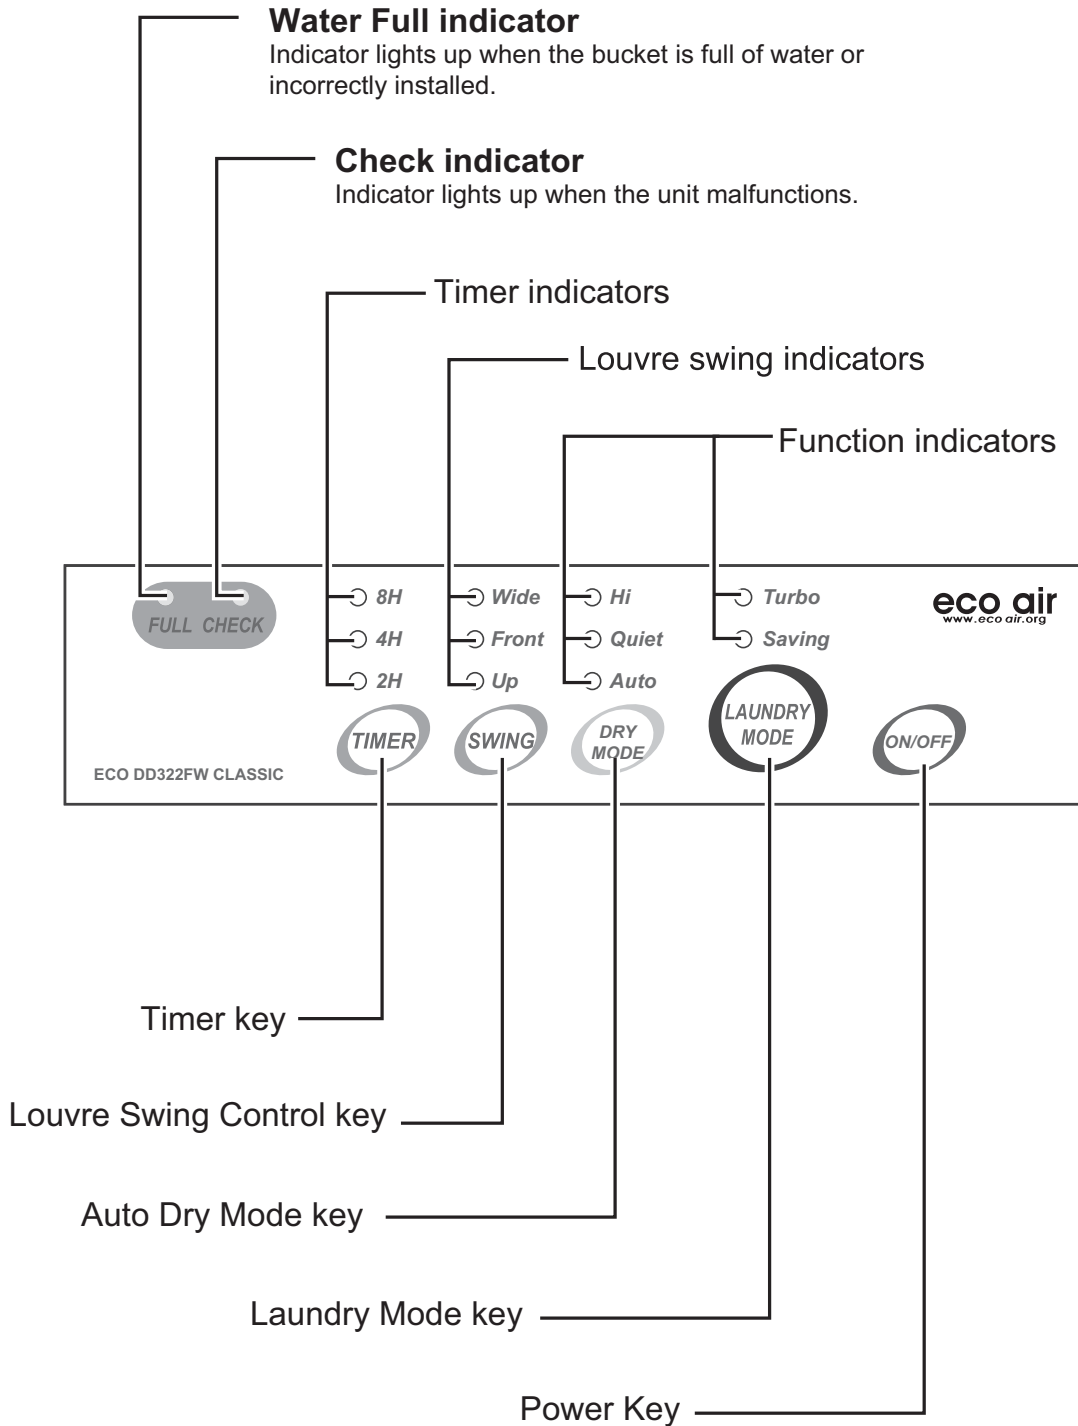 Water Full indicator
Indicator lights up when the bucket is full of water or
incorrectly installed.
Check indicator
Indicator lights up when the unit malfunctions.
Timer indicators
Louvre swing indicators
Function indicators
FULL CHECK
8H
4H
2H
Wide
Front
Up
Hi
Quiet
Auto
Turbo
Saving
eco air
www.eco air.org
TIMER
SWING
DRY
MODE
LAUNDRY
MODE
ON/OFF
ECO DD322FW CLASSIC
Timer key
Louvre Swing Control key
Auto Dry Mode key
Laundry Mode key
Power Key